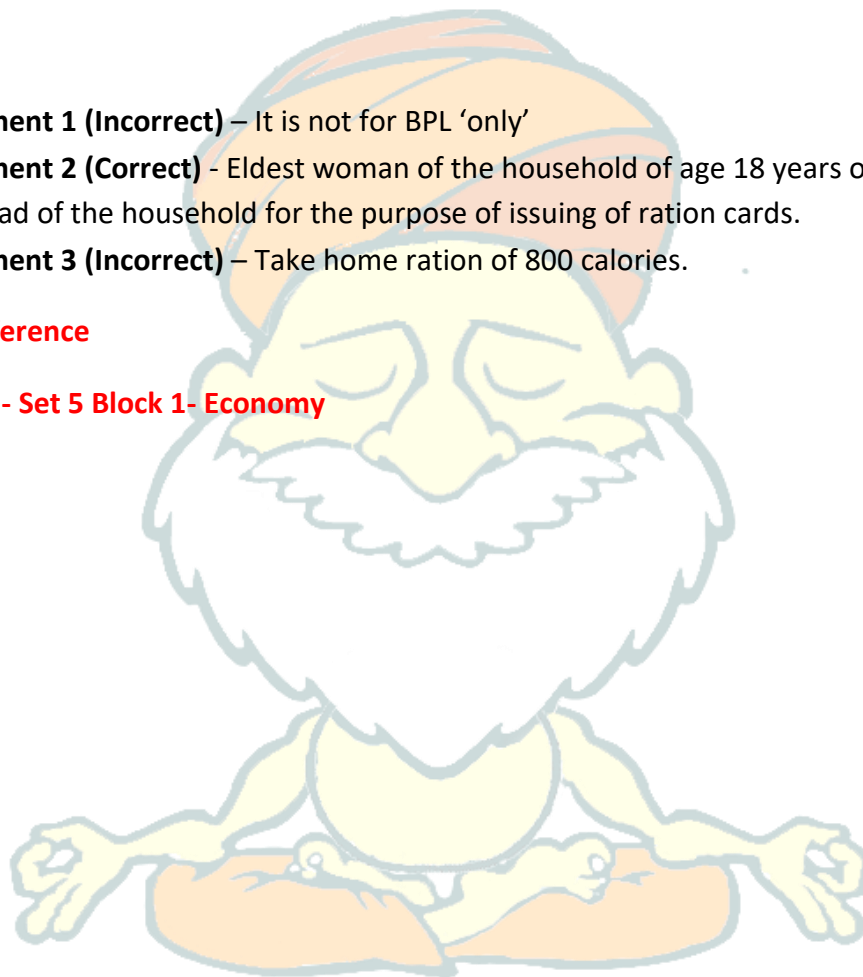 ment 1 (Incorrect) – It is not for BPL ‘only’
ment 2 (Correct) - Eldest woman of the household of age 18 years o
ad of the household for the purpose of issuing of ration cards.
ment 3 (Incorrect) – Take home ration of 800 calories.
erence
- Set 5 Block 1- Economy